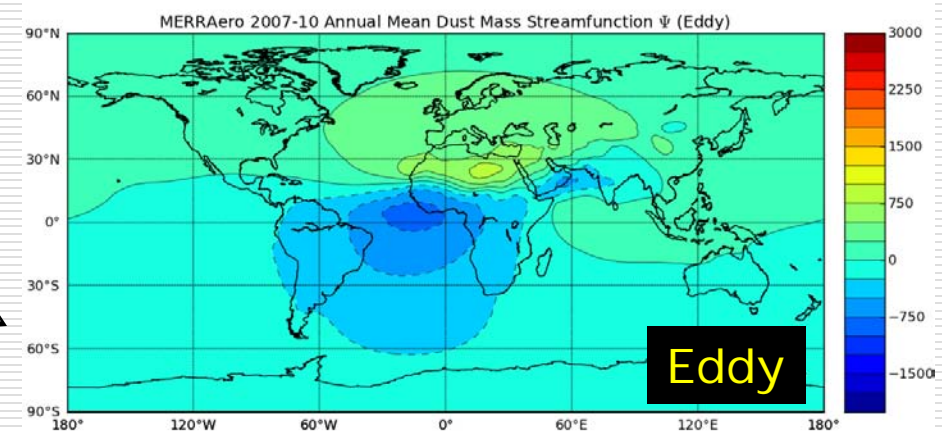 MERRAero 2007-10 Annual Mean Dust Mass Streamfunction Ψ (Eddy)
90°N
60°N
30°N
0°
30°S
60°S
90°S
180°
120°W
60°W
0°
60°E
120°E
180°
3000
2250
1500
750
0
−750
−1500
Eddy